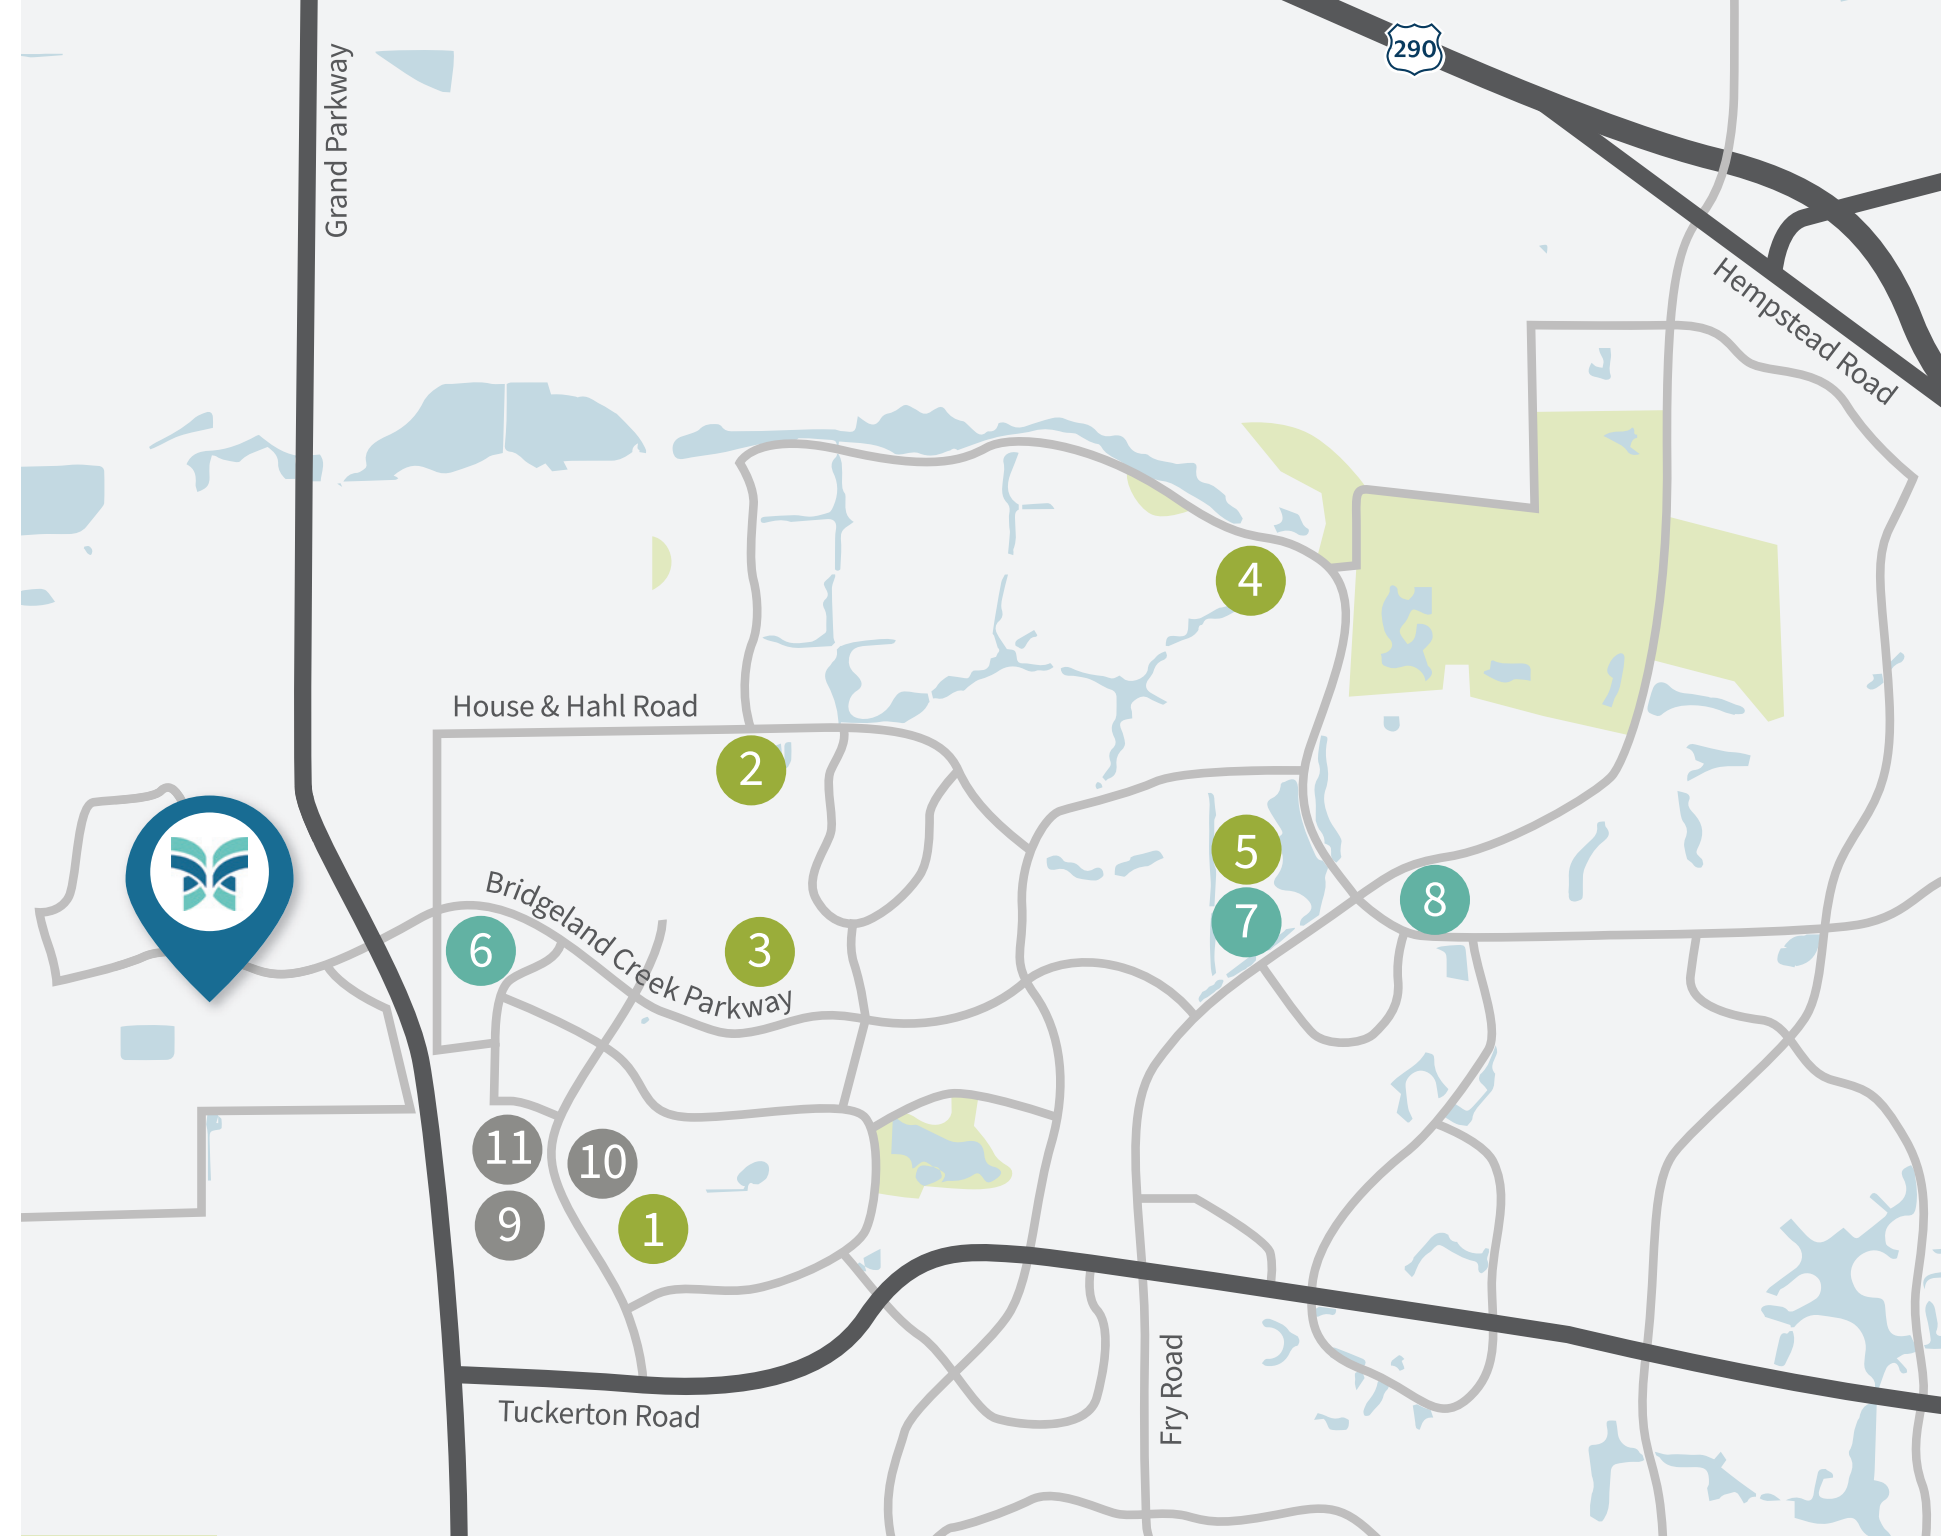 290
Grand Parkway
Hempstead Road
4
House & Hahl Road
2
5
Bridgeland Creek Parkway
8
7
6
3
11
10
9
1
Fry Road
Tuckerton Road